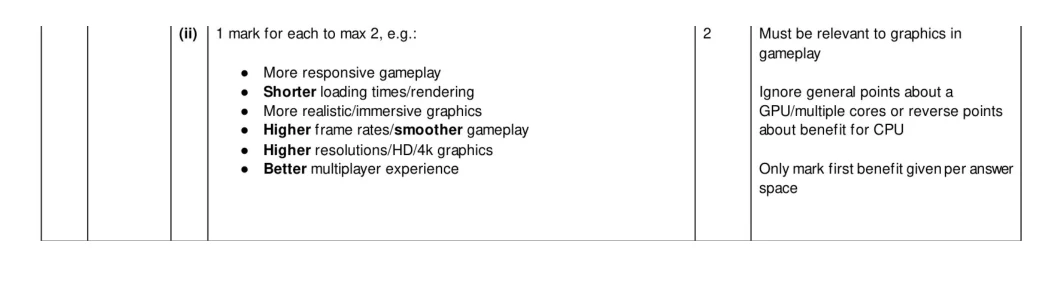 (ii)
1 mark for each to max 2, e.g.:
● More responsive gameplay
● Shorter loading times/rendering
● More realistic/immersive graphics
● Higher frame rates/smoother gameplay
● Higher resolutions/HD/4k graphics
● Better multiplayer experience
2
Must be relevant to graphics in
gameplay
Ignore general points about a
GPU/multiple cores or reverse points
about benefit for CPU
Only mark first benefit given per answer
space